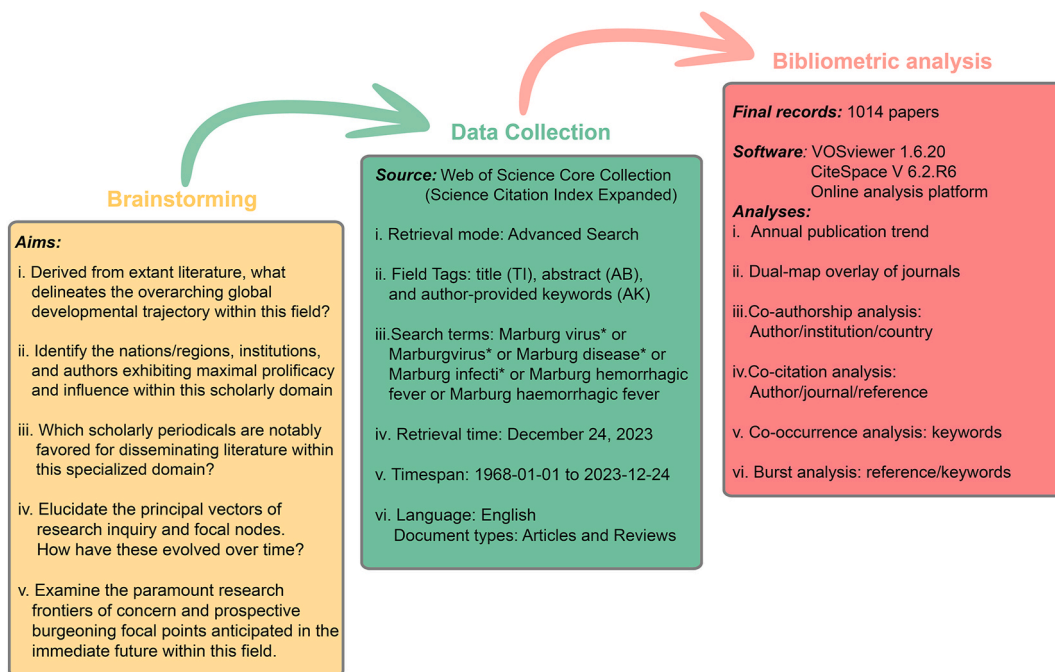 Brainstorming
Aims:
i. Derived from extant literature, what
delineates the overarching global
developmental trajectory within this field?
ii. Identify the nations/regions, institutions,
and authors exhibiting maximal prolificacy
and influence within this scholarly domain
iii. Which scholarly periodicals are notably
favored for disseminating literature within
this specialized domain?
iv. Elucidate the principal vectors of
research inquiry and focal nodes.
How have these evolved over time?
v. Examine the paramount research
frontiers of concern and prospective
burgeoning focal points anticipated in the
immediate future within this field.
Data Collection
Source: Web of Science Core Collection
(Science Citation Index Expanded)
i. Retrieval mode: Advanced Search
ii. Field Tags: title (TI), abstract (AB),
and author-provided keywords (AK)
iii.Search terms: Marburg virus* or
Marburgvirus* or Marburg disease* or
Marburg infecti* or Marburg hemorrhagic
fever or Marburg haemorrhagic fever
iv. Retrieval time: December 24, 2023
v. Timespan: 1968-01-01 to 2023-12-24
vi. Language: English
Document types: Articles and Reviews
Bibliometric analysis
Final records: 1014 papers
Software: VOSviewer 1.6.20
CiteSpace V 6.2.R6
Online analysis platform
Analyses:
i. Annual publication trend
ii. Dual-map overlay of journals
iii.Co-authorship analysis:
Author/institution/country
iv.Co-citation analysis:
Author/journal/reference
v. Co-occurrence analysis: keywords
vi. Burst analysis: reference/keywords